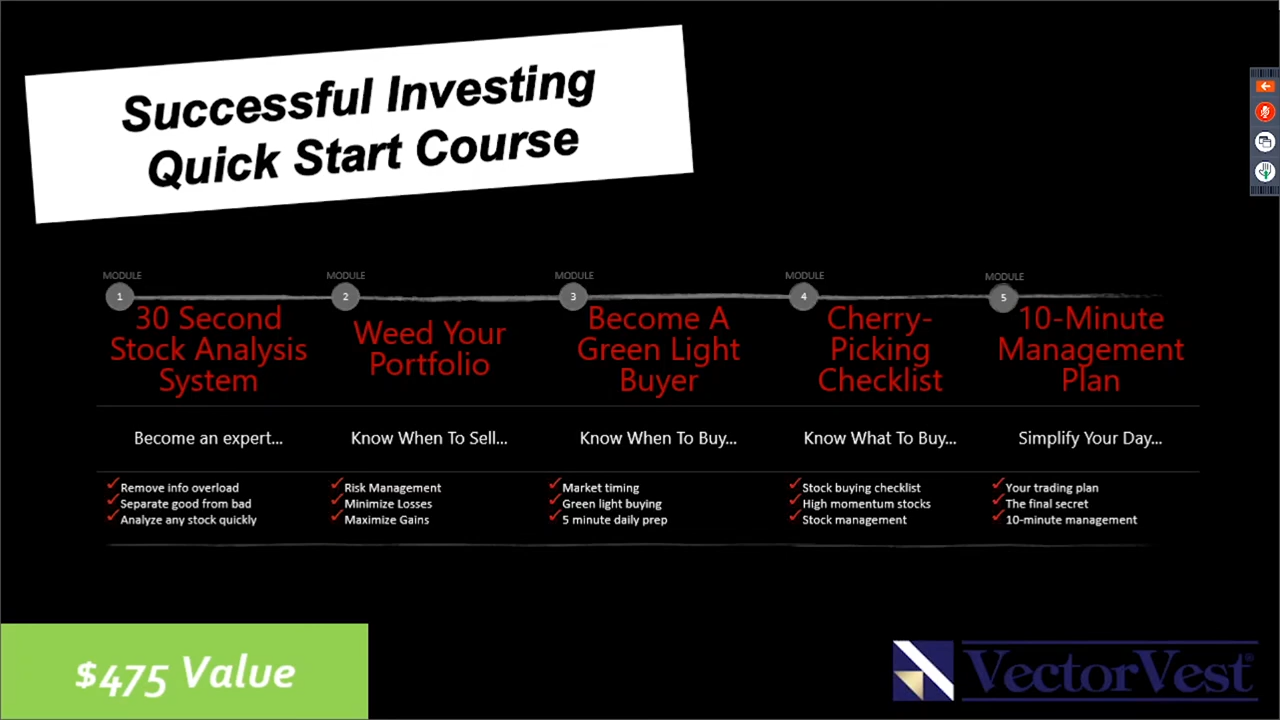 Successful Investing
Quick Start Course
MODULE
1
30 Second
Stock Analysis
System
Become an expert...
Remove info overload
Separate good from bad
Analyze any stock quickly
MODULE
2
Weed Your
Portfolio
Know When To Sell...
Risk Management
Minimize Losses
Maximize Gains
MODULE
3
Become A
Green Light
Buyer
Know When To Buy...
Market timing
Green light buying
5 minute daily prep
MODULE
4
Cherry-
Picking
Checklist
Know What To Buy...
Stock buying checklist
High momentum stocks
Stock management
MODULE
5
10-Minute
Management
Plan
Simplify Your Day...
Your trading plan
The final secret
10-minute management
$475 Value
VectorVest®